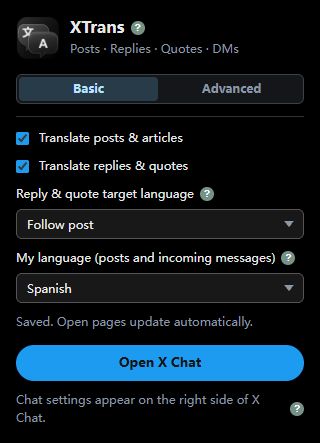 XTrans ?
Posts · Replies · Quotes · DMs
Basic
Advanced
Translate posts & articles
Translate replies & quotes
Reply & quote target language ?
Follow post
My language (posts and incoming messages) ?
Spanish
Saved. Open pages update automatically.
Open X Chat
Chat settings appear on the right side of X
Chat. ?